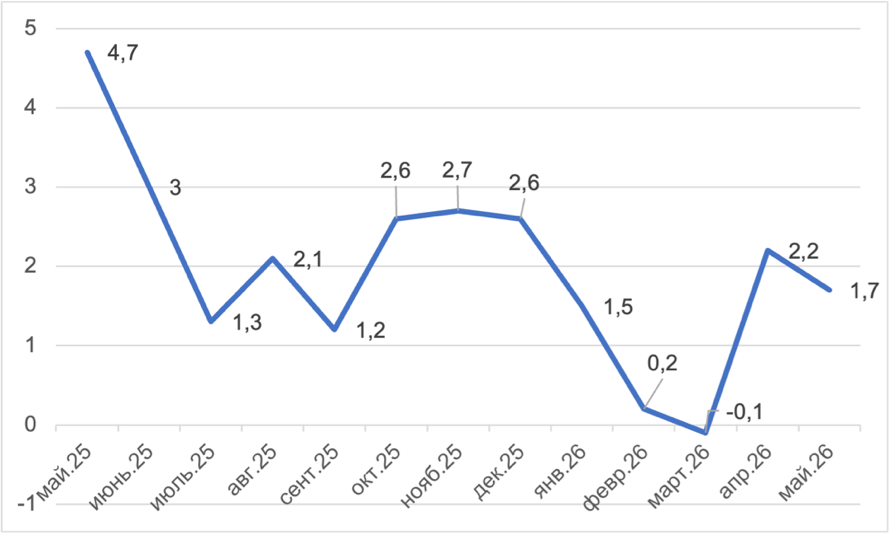 5
4
3
2
1
0
-1
4,7
3
1,3
2,1
1,2
2,6
2,7
2,6
1,5
0,2
-0,1
2,2
1,7
май.25
июнь.25
июль.25
авг.25
сент.25
окт.25
нояб.25
дек.25
янв.26
февр.26
март.26
апр.26
май.26